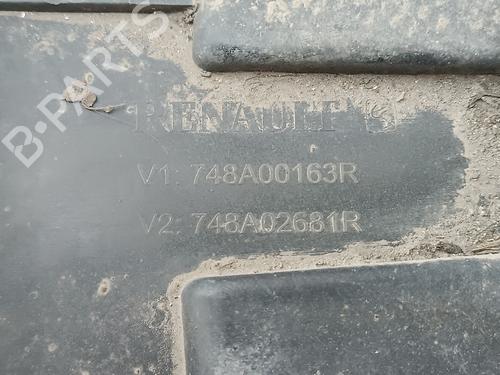 B-PARTS
RENAULT
V1: 748A00163R
V2: 748A02681R